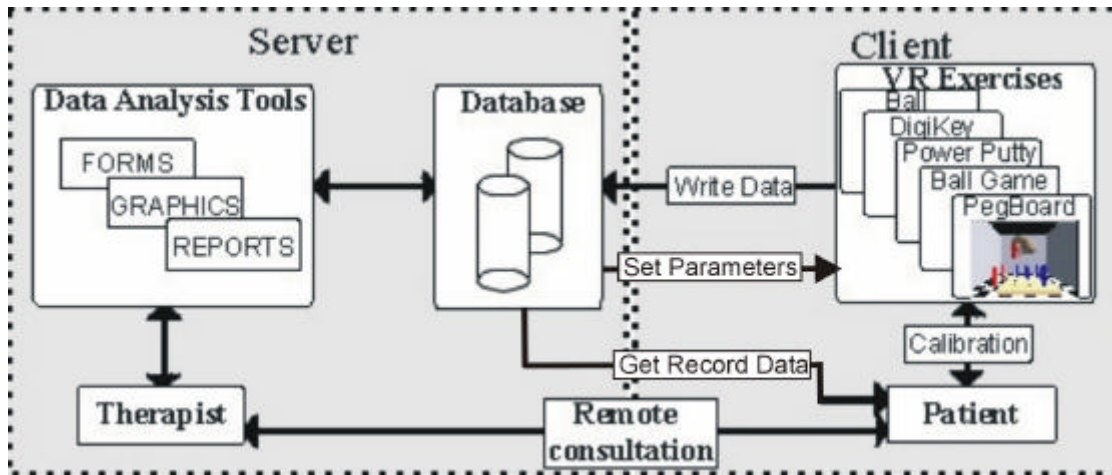 Server
Client
Data Analysis Tools
FORMS
GRAPHICS
REPORTS
Database
VR Exercises
Ball
DigiKey
Power Putty
Ball Game
PegBoard
Write Data
Set Parameters
Get Record Data
Calibration
Therapist
Remote
consultation
Patient